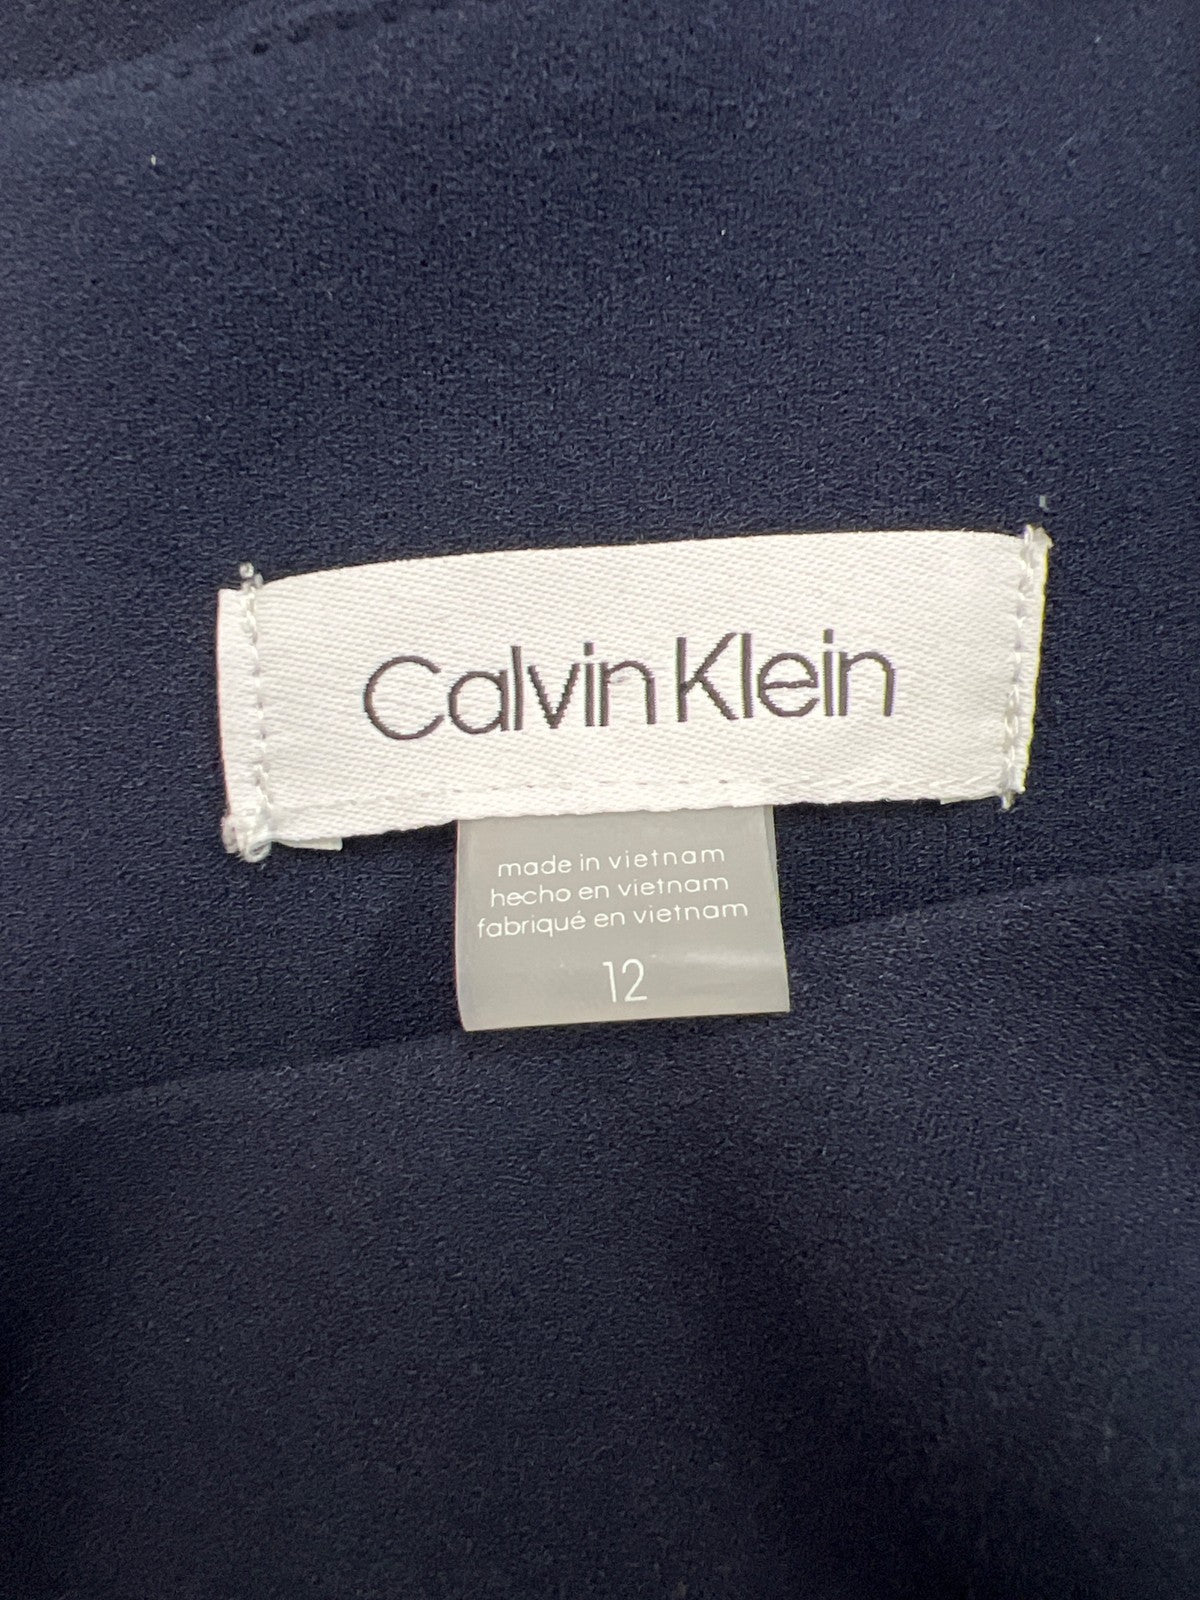 Calvin Klein
made in vietnam
hecho en vietnam
fabriqué en vietnam
12